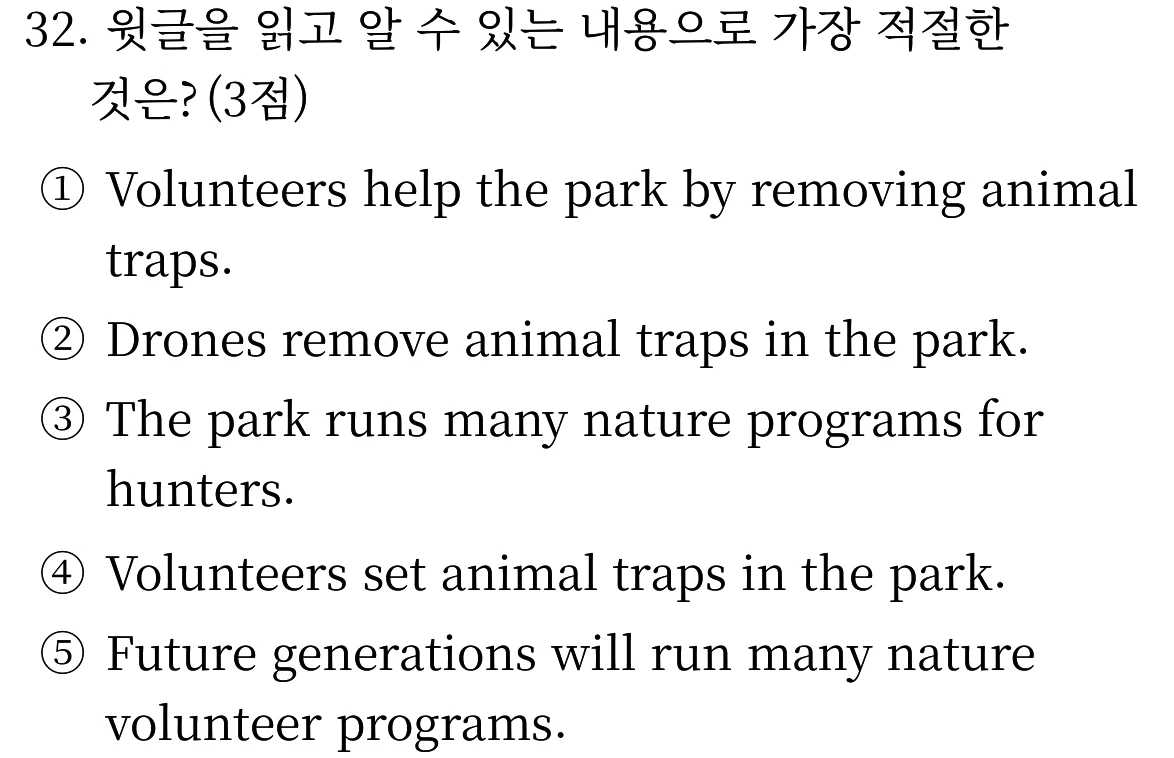 32. 윗글을 읽고 알 수 있는 내용으로 가장 적절한
것은?(3점)
① Volunteers help the park by removing animal
traps.
② Drones remove animal traps in the park.
③ The park runs many nature programs for
hunters.
④ Volunteers set animal traps in the park.
⑤ Future generations will run many nature
volunteer programs.